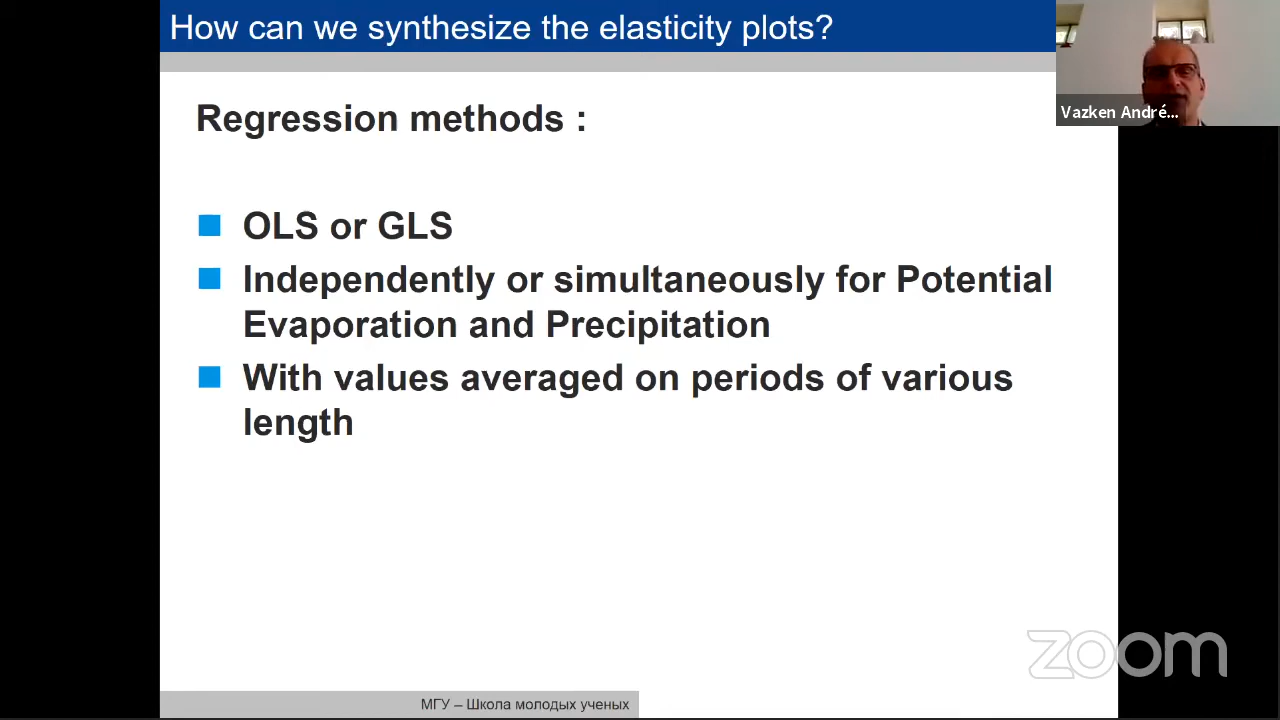 How can we synthesize the elasticity plots?
Vazken André...
Regression methods :
OLS or GLS
Independently or simultaneously for Potential
Evaporation and Precipitation
With values averaged on periods of various
length
zoom
МГУ – Школа молодых ученых